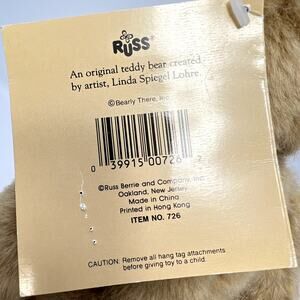 RUSS®
An original teddy bear created
by artist, Linda Spiegel Lohre.
©Bearly There, Inc.
0 39915 00726 7
©Russ Berrie and Company, Inc.
Oakland, New Jersey
Made in China
Printed in Hong Kong
ITEM NO. 726
CAUTION: Remove all hang tag attachments
before giving toy to a child.